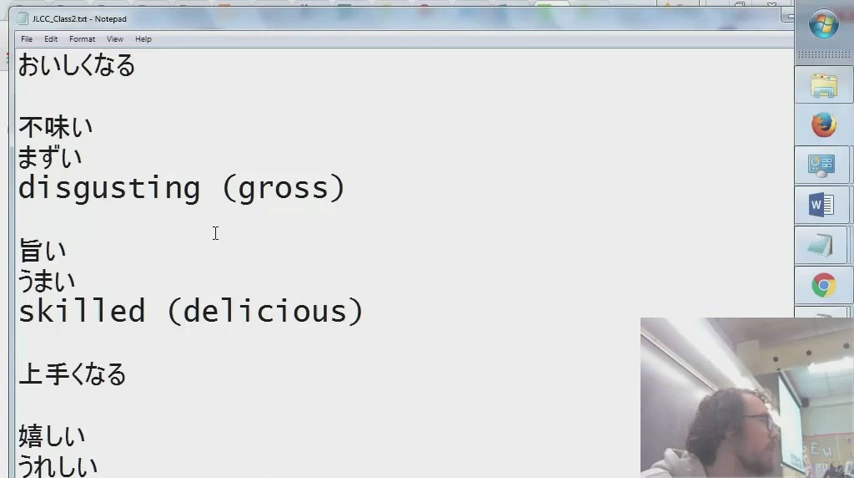 JLCC_Class2.txt - Notepad
File Edit Format View Help
おいしくなる
不味い
まずい
disgusting (gross)
旨い
うまい
skilled (delicious)
上手くなる
嬉しい
うれしい